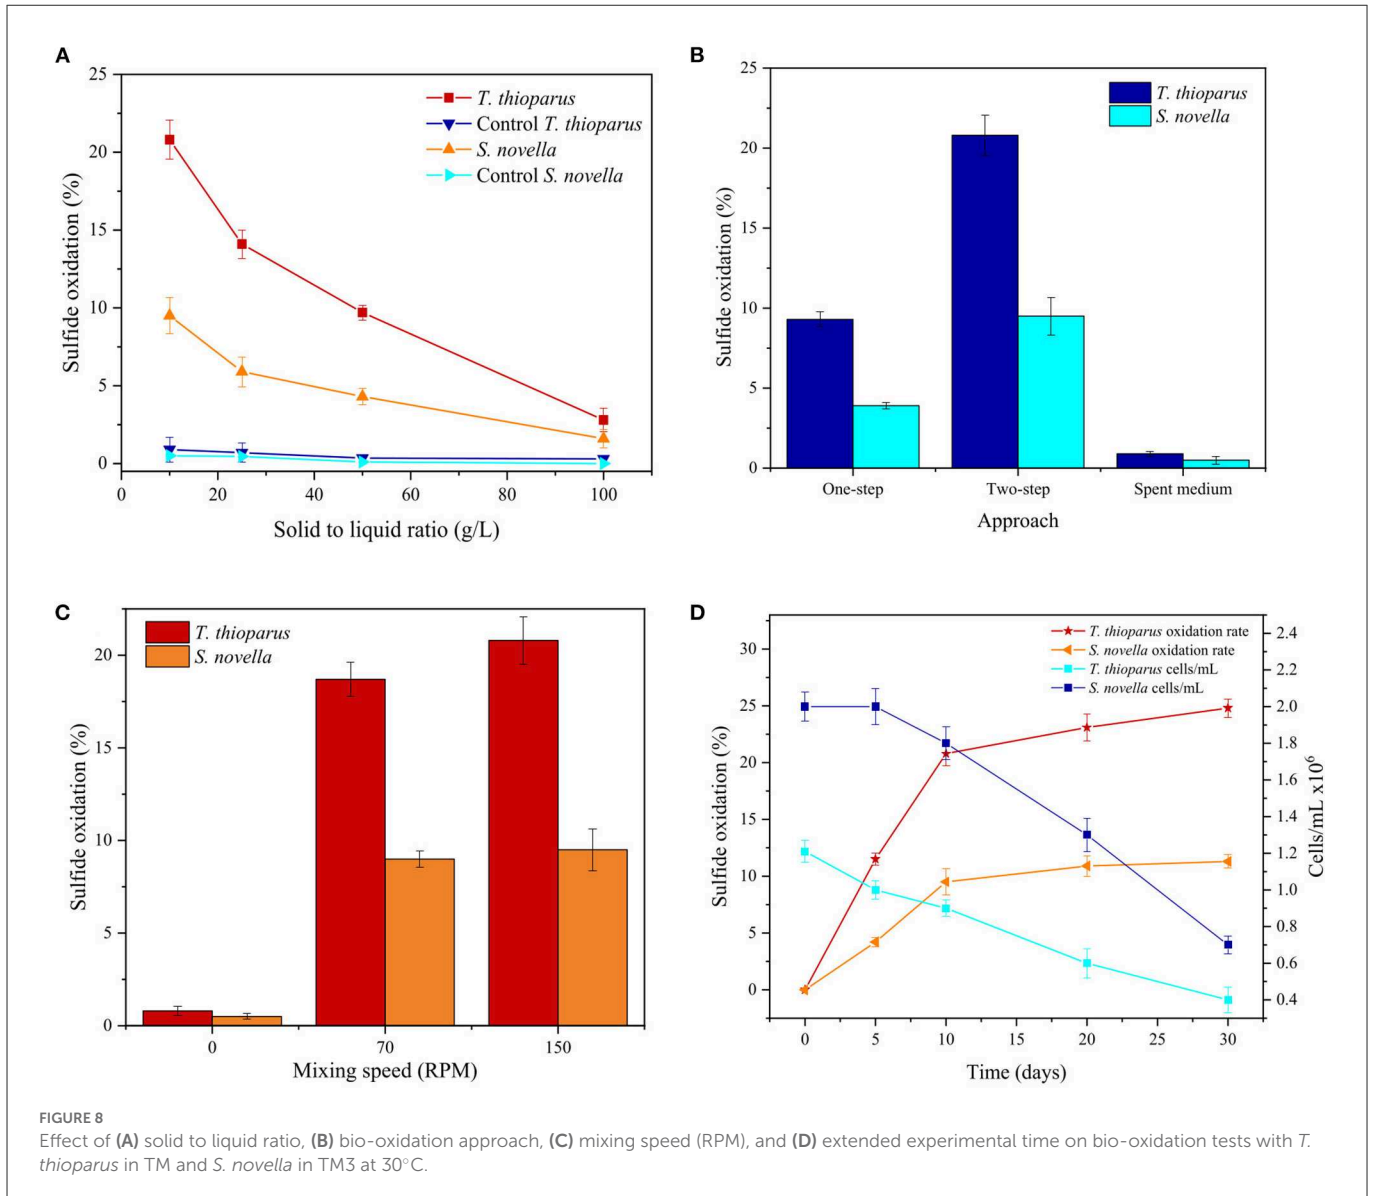 A
25
20
15
10
5
0
0
20
40
60
80
100
Sulfide oxidation (%)
Solid to liquid ratio (g/L)
T. thioparus
Control T. thioparus
S. novella
Control S. novella
B
25
20
15
10
5
0
Sulfide oxidation (%)
T. thioparus
S. novella
One-step
Two-step
Spent medium
Approach
C
20
15
10
5
0
Sulfide oxidation (%)
T. thioparus
S. novella
0
70
150
Mixing speed (RPM)
D
30
25
20
15
10
5
0
Sulfide oxidation (%)
T. thioparus oxidation rate
S. novella oxidation rate
T. thioparus cells/mL
S. novella cells/mL
2.4
2.2
2.0
1.8
1.6
1.4
1.2
1.0
0.8
0.6
0.4
Cells/mL x10⁶
0
5
10
15
20
25
30
Time (days)
FIGURE 8
Effect of (A) solid to liquid ratio, (B) bio-oxidation approach, (C) mixing speed (RPM), and (D) extended experimental time on bio-oxidation tests with T.
thioparus in TM and S. novella in TM3 at 30°C.